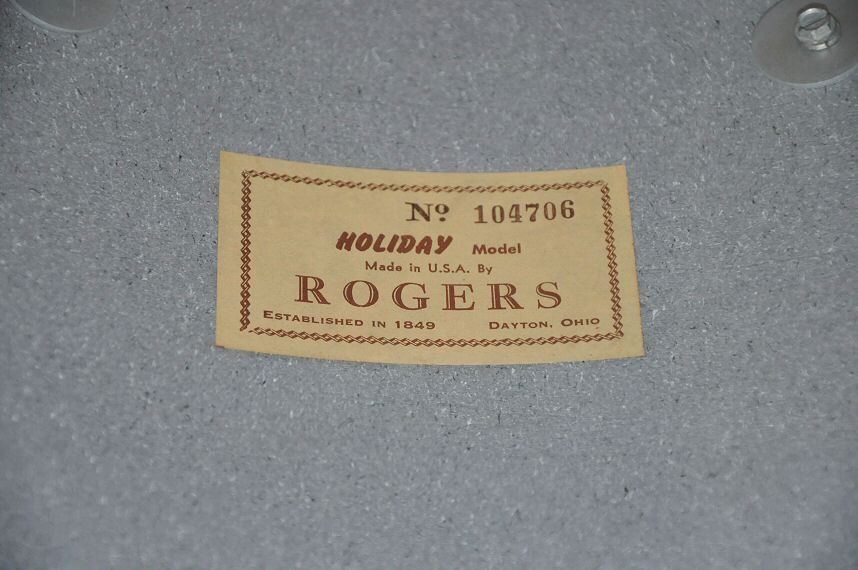 Nº 104706
HOLIDAY Model
Made in U.S.A. By
ROGERS
ESTABLISHED IN 1849 DAYTON, OHIO